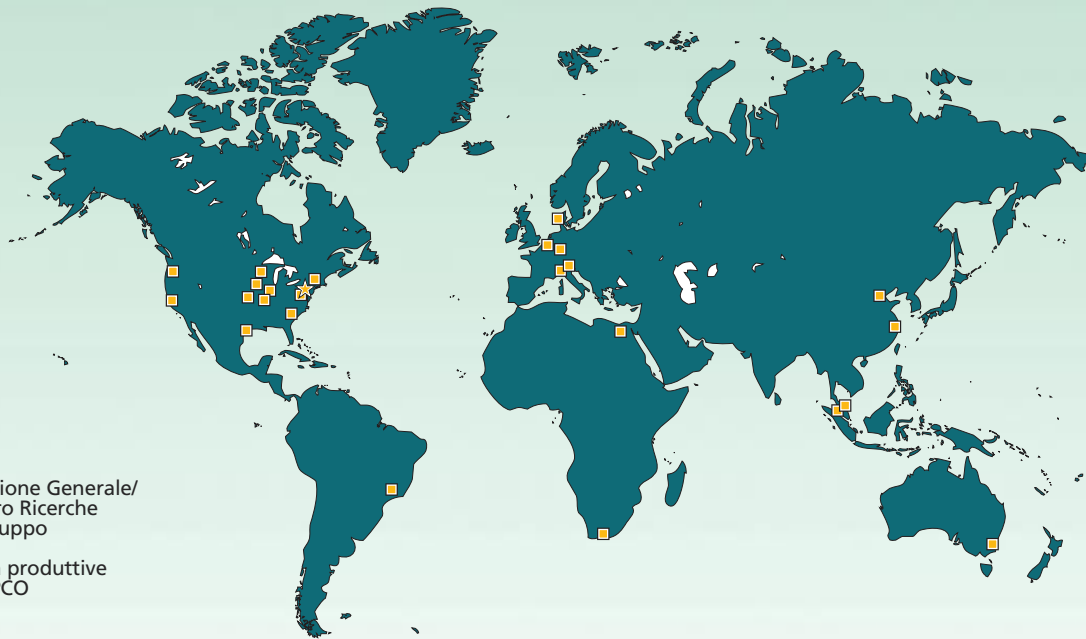 ione Generale/
ro Ricerche
uppo
produttive
CO